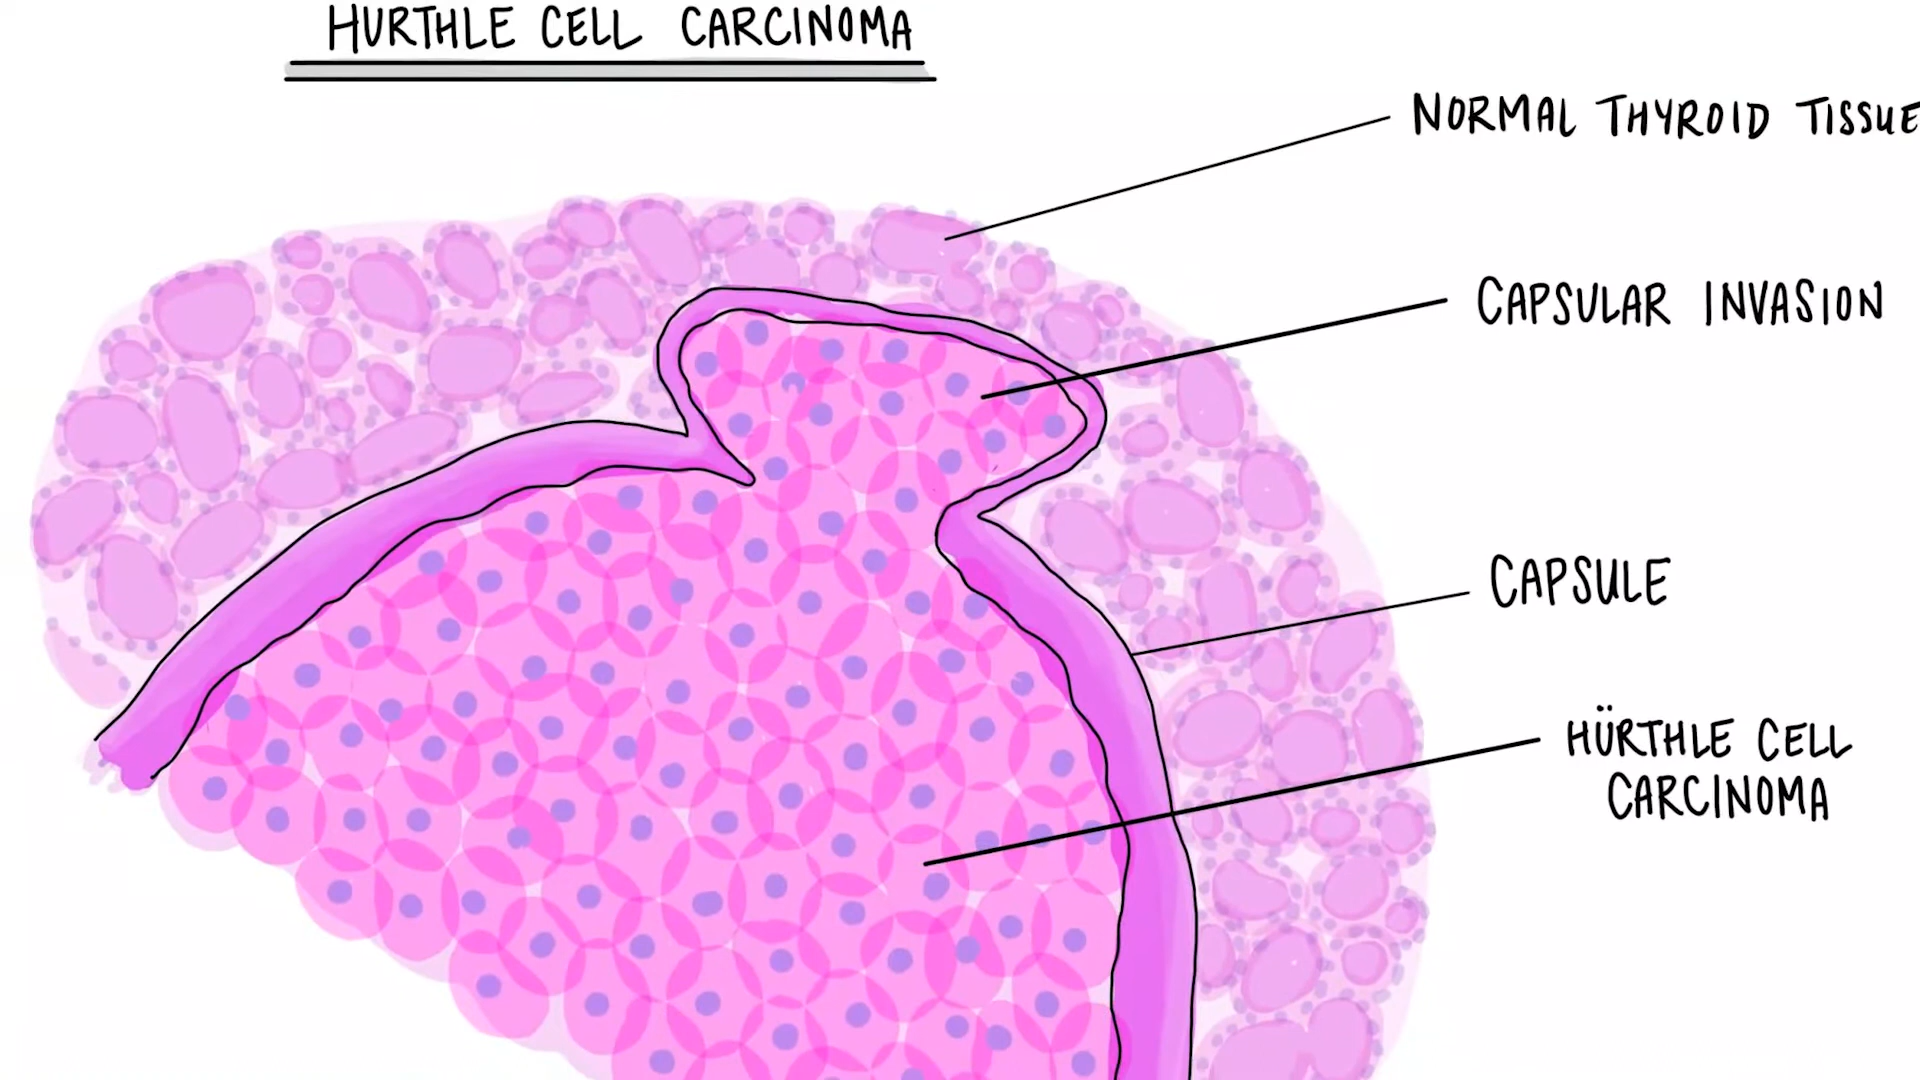 HURTHLE CELL CARCINOMA
NORMAL THYROID TISSUE
CAPSULAR INVASION
CAPSULE
HÜRTHLE CELL
CARCINOMA